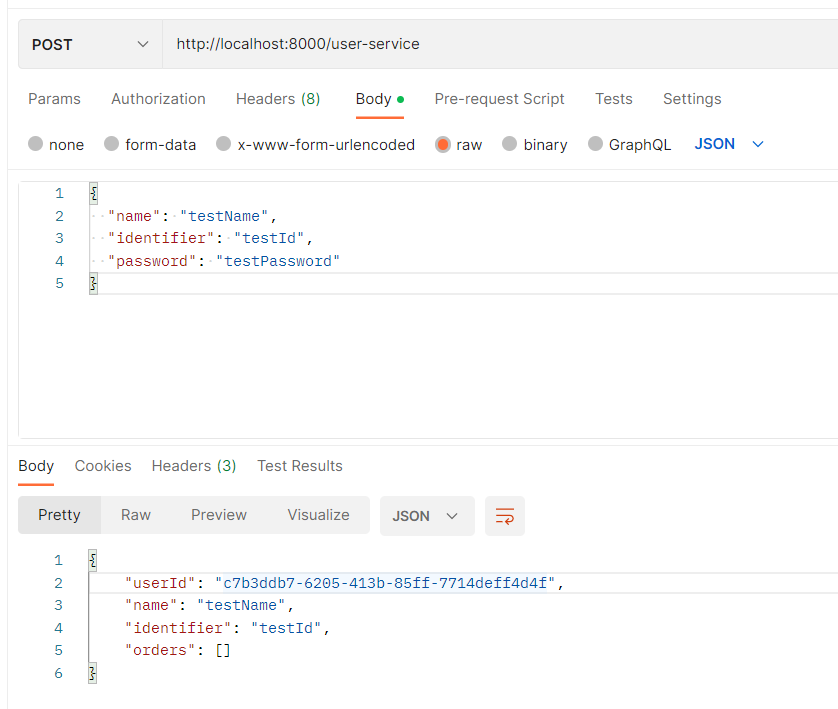 POST http://localhost:8000/user-service
Params Authorization Headers (8) Body Pre-request Script Tests Settings
none form-data x-www-form-urlencoded raw binary GraphQL JSON
1 {
2 "name": "testName",
3 "identifier": "testId",
4 "password": "testPassword"
5 }
Body Cookies Headers (3) Test Results
Pretty Raw Preview Visualize JSON
1 {
2 "userId": "c7b3ddb7-6205-413b-85ff-7714deff4d4f",
3 "name": "testName",
4 "identifier": "testId",
5 "orders": []
6 }